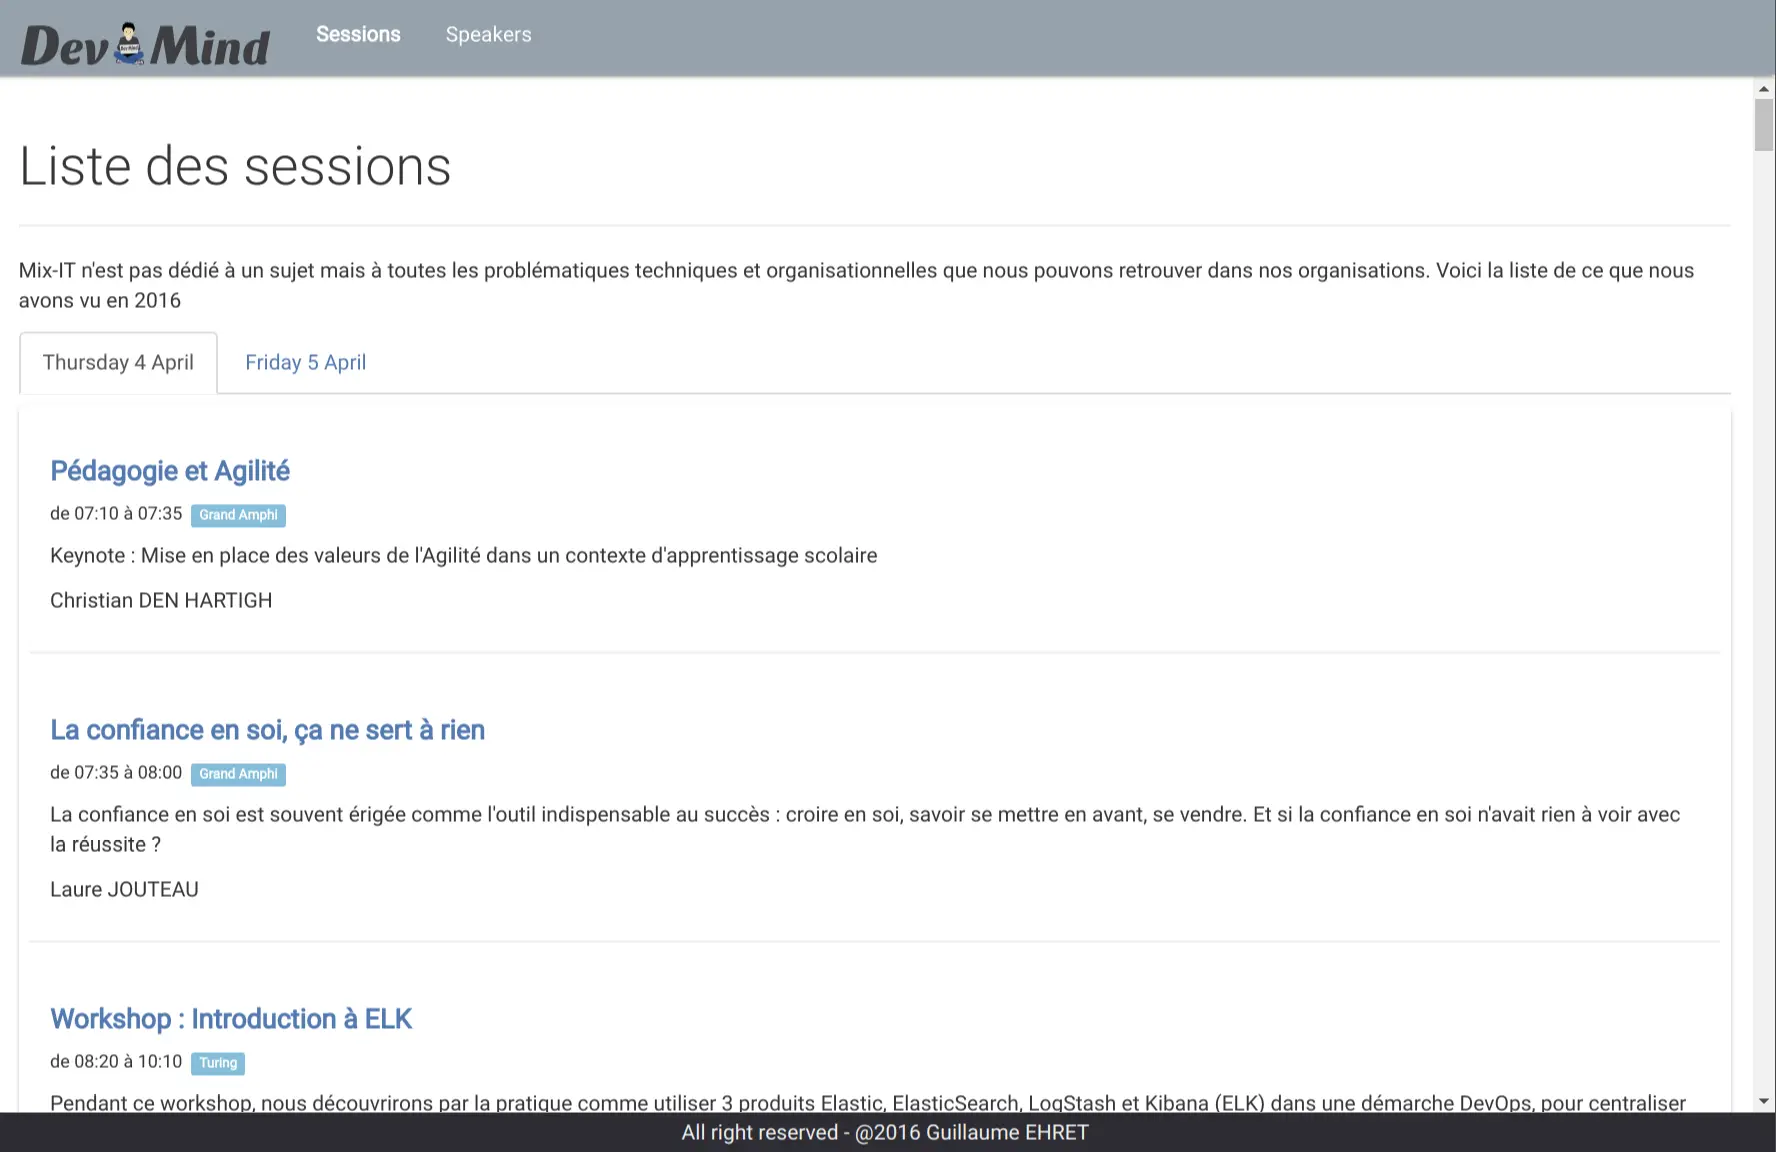 DevMind
Sessions
Speakers
Liste des sessions
Mix-IT n'est pas dédié à un sujet mais à toutes les problématiques techniques et organisationnelles que nous pouvons retrouver dans nos organisations. Voici la liste de ce que nous
avons vu en 2016
Thursday 4 April
Friday 5 April
Pédagogie et Agilité
de 07:10 à 07:35 Grand Amphi
Keynote : Mise en place des valeurs de l'Agilité dans un contexte d'apprentissage scolaire
Christian DEN HARTIGH
La confiance en soi, ça ne sert à rien
de 07:35 à 08:00 Grand Amphi
La confiance en soi est souvent érigée comme l'outil indispensable au succès : croire en soi, savoir se mettre en avant, se vendre. Et si la confiance en soi n'avait rien à voir avec
la réussite ?
Laure JOUTEAU
Workshop : Introduction à ELK
de 08:20 à 10:10 Turing
Pendant ce workshop, nous découvrirons par la pratique comme utiliser 3 produits Elastic, ElasticSearch, LogStash et Kibana (ELK) dans une démarche DevOps, pour centraliser
All right reserved - @2016 Guillaume EHRET